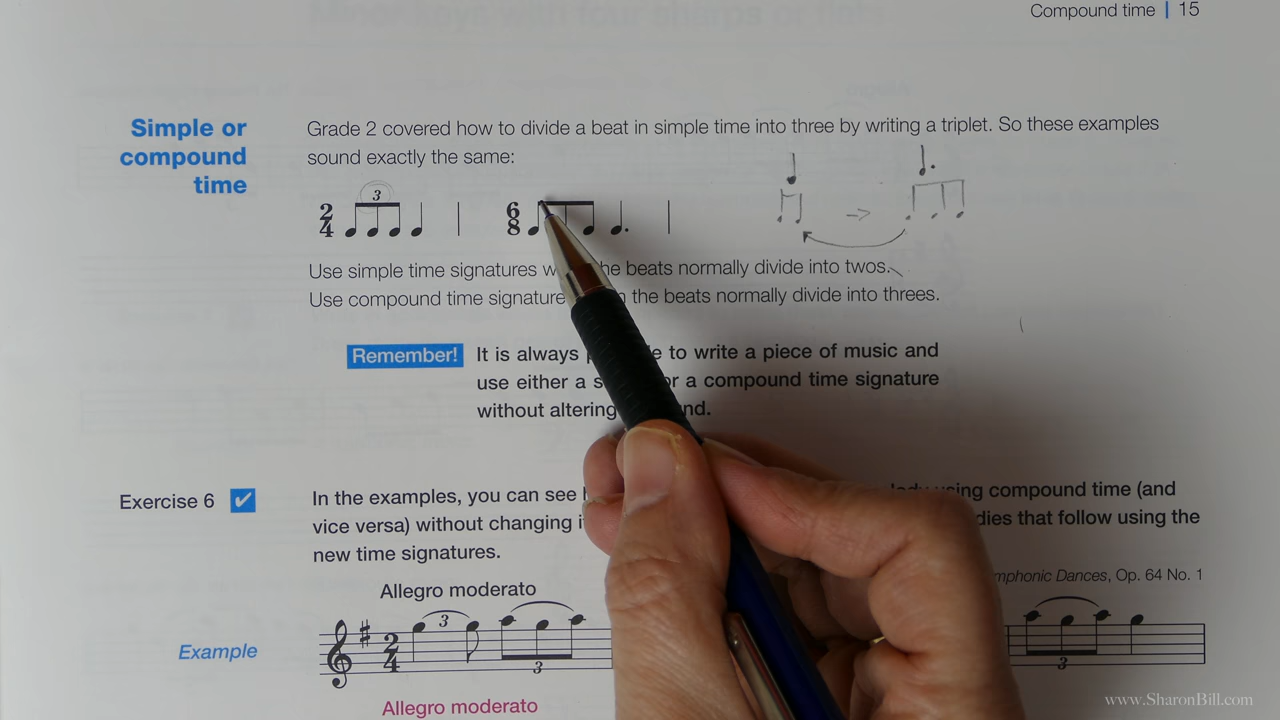 Compound time | 15
Simple or
compound
time
Grade 2 covered how to divide a beat in simple time into three by writing a triplet. So these examples
sound exactly the same:
3
2
4
6
8
Use simple time signatures w he beats normally divide into twos.
Use compound time signature the beats normally divide into threes.
Remember!
It is always to write a piece of music and
use either a s or a compound time signature
without altering nd.
Exercise 6
In the examples, you can see using compound time (and
vice versa) without changing i dies that follow using the
new time signatures.
mphonic Dances, Op. 64 No. 1
Allegro moderato
Example
2
4
3
3
3
Allegro moderato
www.SharonBill.com